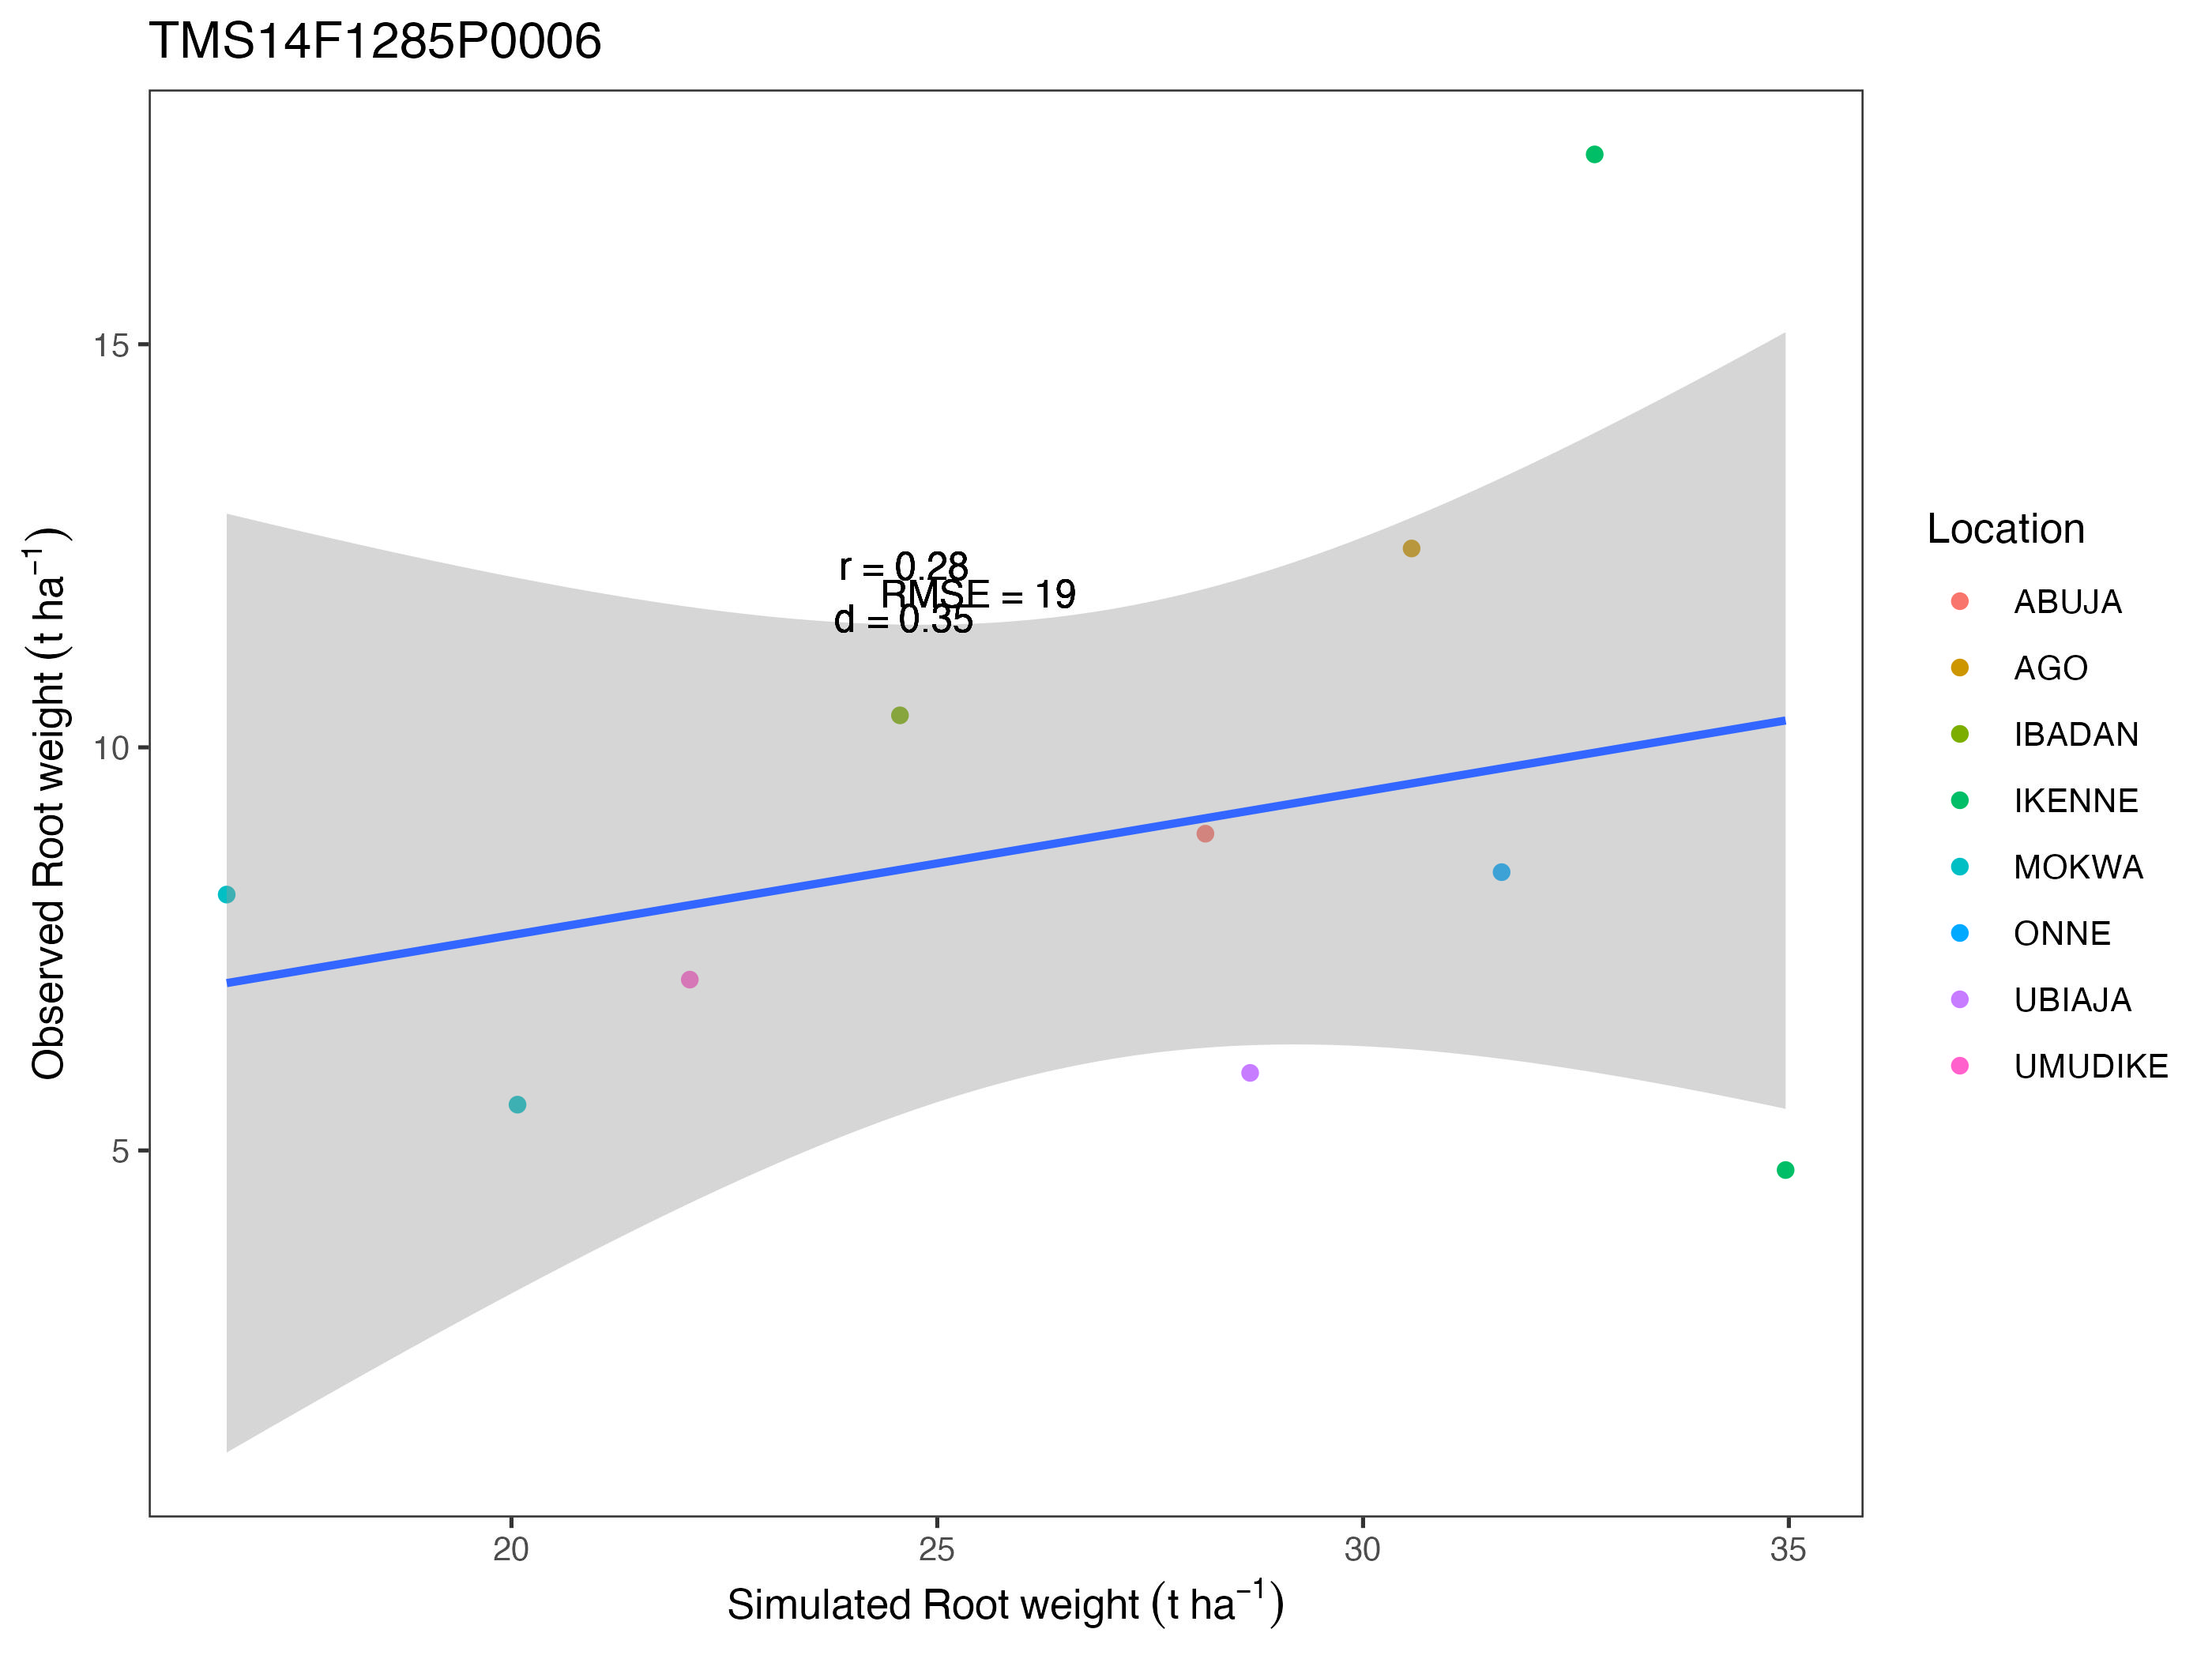 TMS14F1285P0006
Observed Root weight (t ha⁻¹)
15
10
5
r = 0.28
RMSE = 19
d = 0.35
20
25
30
35
Simulated Root weight (t ha⁻¹)
Location
ABUJA
AGO
IBADAN
IKENNE
MOKWA
ONNE
UBIAJA
UMUDIKE